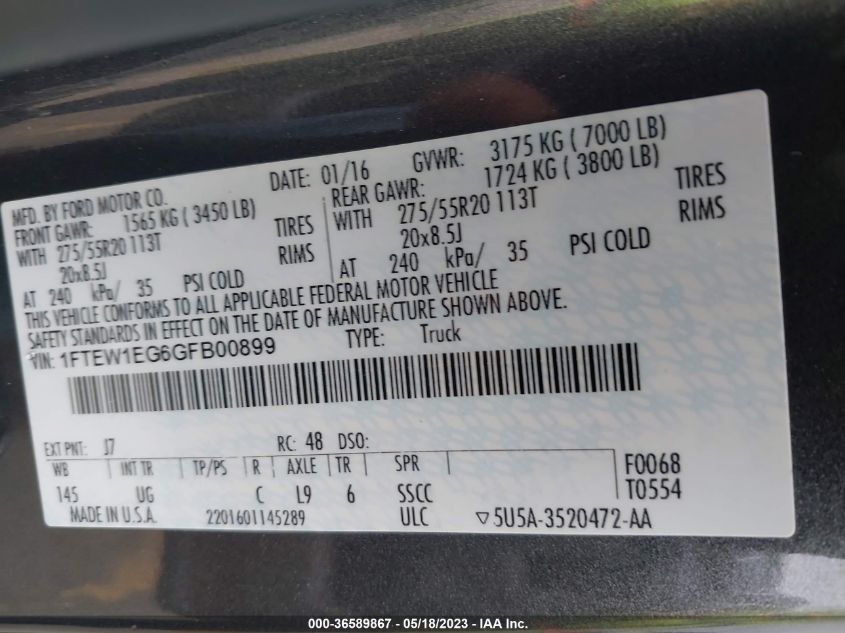 MFD. BY FORD MOTOR CO. DATE: 01/16 GVWR: 3175 KG ( 7000 LB)
FRONT GAWR: 1565 KG ( 3450 LB) REAR GAWR: 1724 KG ( 3800 LB)
WITH 275/55R20 113T TIRES WITH 275/55R20 113T TIRES
20x8.5J RIMS 20x8.5J RIMS
AT 240 kPa/ 35 PSI COLD AT 240 kPa/ 35 PSI COLD
THIS VEHICLE CONFORMS TO ALL APPLICABLE FEDERAL MOTOR VEHICLE
SAFETY STANDARDS IN EFFECT ON THE DATE OF MANUFACTURE SHOWN ABOVE.
VIN: 1FTEW1EG6GFB00899 TYPE: Truck
EXT PNT: J7 RC: 48 DSO:
WB INT TR TP/PS R AXLE TR SPR F0068
145 UG C L9 6 SSCC T0554
MADE IN U.S.A. 2201601145289 ULC ▽5U5A-3520472-AA
000-36589867 - 05/18/2023 - IAA Inc.